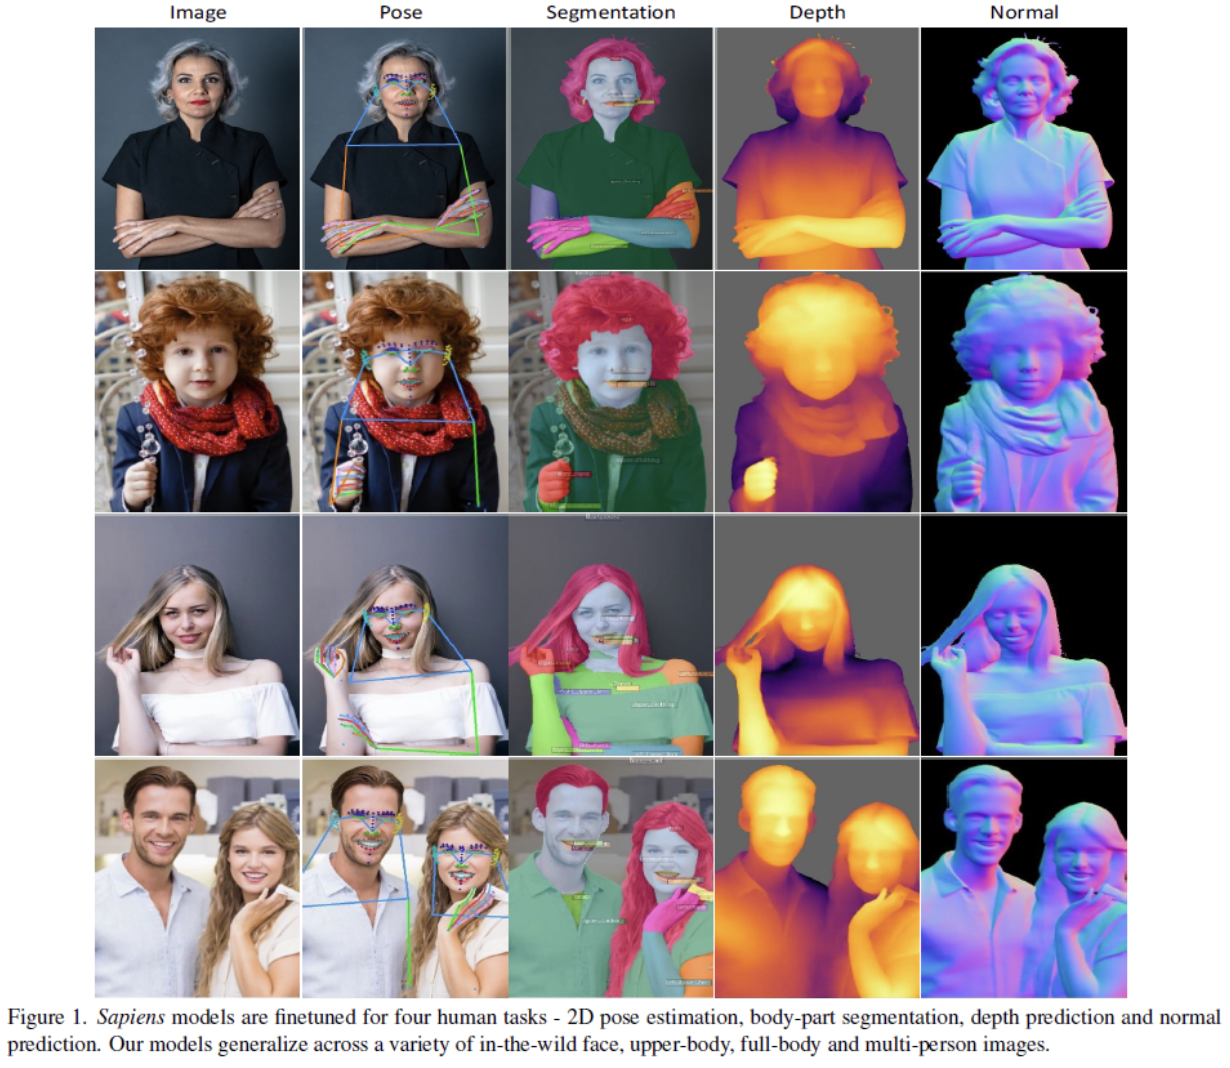 Image Pose Segmentation Depth Normal
Figure 1. Sapiens models are finetuned for four human tasks - 2D pose estimation, body-part segmentation, depth prediction and normal
prediction. Our models generalize across a variety of in-the-wild face, upper-body, full-body and multi-person images.